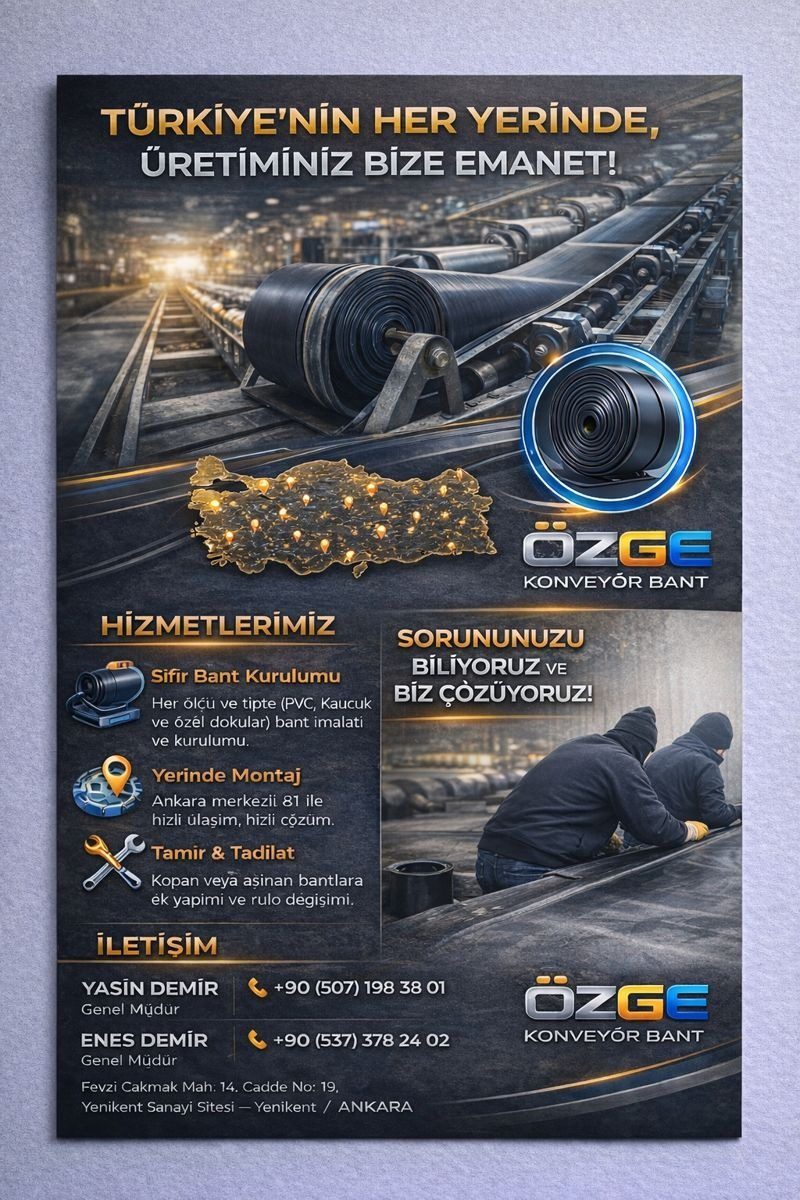 TÜRKİYE'NİN HER YERİNDE,
ÜRETİMİNİZ BİZE EMANET!
ÖZGE
KONVEYÖR BANT
HİZMETLERİMİZ
Sifir Bant Kurulumu
Her ölçü ve tipte (PVC, Kaucuk
ve özel dokular) bant imalati
ve kurulumu.
Yerinde Montaj
Ankara merkezli 81 ile
hizli ulaşim, hizli çözüm.
Tamir & Tadilat
Kopan veya aşinan bantlara
ek yapimi ve rulo degişimi.
SORUNUNUZU
BİLİYORUZ VE
BİZ ÇÖZÜYORUZ!
İLETİŞİM
YASİN DEMİR
+90 (507) 198 38 01
Genel Müdür
ENES DEMİR
+90 (537) 378 24 02
Genel Müdür
Fevzi Cakmak Mah. 14. Cadde No: 19,
Yenikent Sanayi Sitesi — Yenikent / ANKARA
ÖZGE
KONVEYÖR BANT